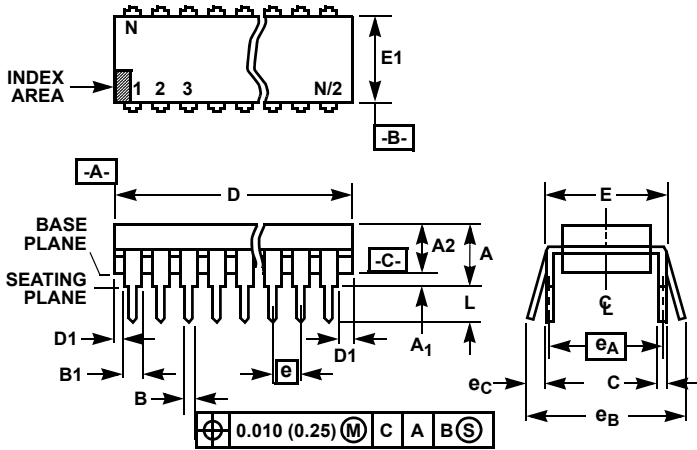 N
E1
INDEX
AREA
1 2 3 N/2
-B-
-A-
D
E
BASE
PLANE
A2
A
-C-
SEATING
PLANE
L
C
L
D1
A1
D1
eA
B1
e
eC
C
B
eB
0.010 (0.25) M C A B S